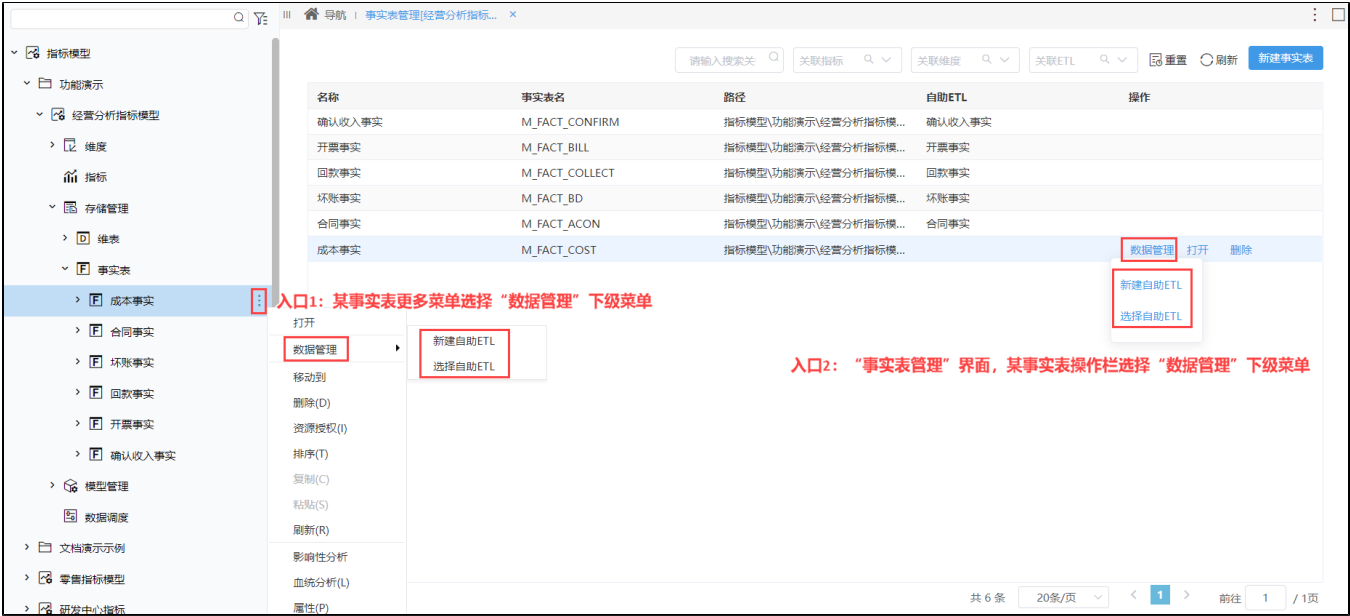 导航
事实表管理[经营分析指标...
指标模型
功能演示
经营分析指标模型
维度
指标
存储管理
D 维表
F 事实表
F 成本事实
F 合同事实
F 坏账事实
F 回款事实
F 开票事实
F 确认收入事实
模型管理
数据调度
文档演示示例
零售指标模型
研发中心指标
请输入搜索关
关联指标
关联维度
关联ETL
重置
刷新
新建事实表
名称 事实表名 路径 自助ETL 操作
确认收入事实 M_FACT_CONFIRM 指标模型\功能演示\经营分析指标模... 确认收入事实
开票事实 M_FACT_BILL 指标模型\功能演示\经营分析指标模... 开票事实
回款事实 M_FACT_COLLECT 指标模型\功能演示\经营分析指标模... 回款事实
坏账事实 M_FACT_BD 指标模型\功能演示\经营分析指标模... 坏账事实
合同事实 M_FACT_ACON 指标模型\功能演示\经营分析指标模... 合同事实
成本事实 M_FACT_COST 指标模型\功能演示\经营分析指标模... 数据管理 打开 删除
新建自助ETL
选择自助ETL
入口1：某事实表更多菜单选择“数据管理”下级菜单
入口2：“事实表管理”界面，某事实表操作栏选择“数据管理”下级菜单
打开
数据管理
新建自助ETL
选择自助ETL
移动到
删除(D)
资源授权(I)
排序(T)
复制(C)
粘贴(S)
刷新(R)
影响性分析
血统分析(L)
属性(P)
共 6 条
20条/页
1
前往 1 / 1页